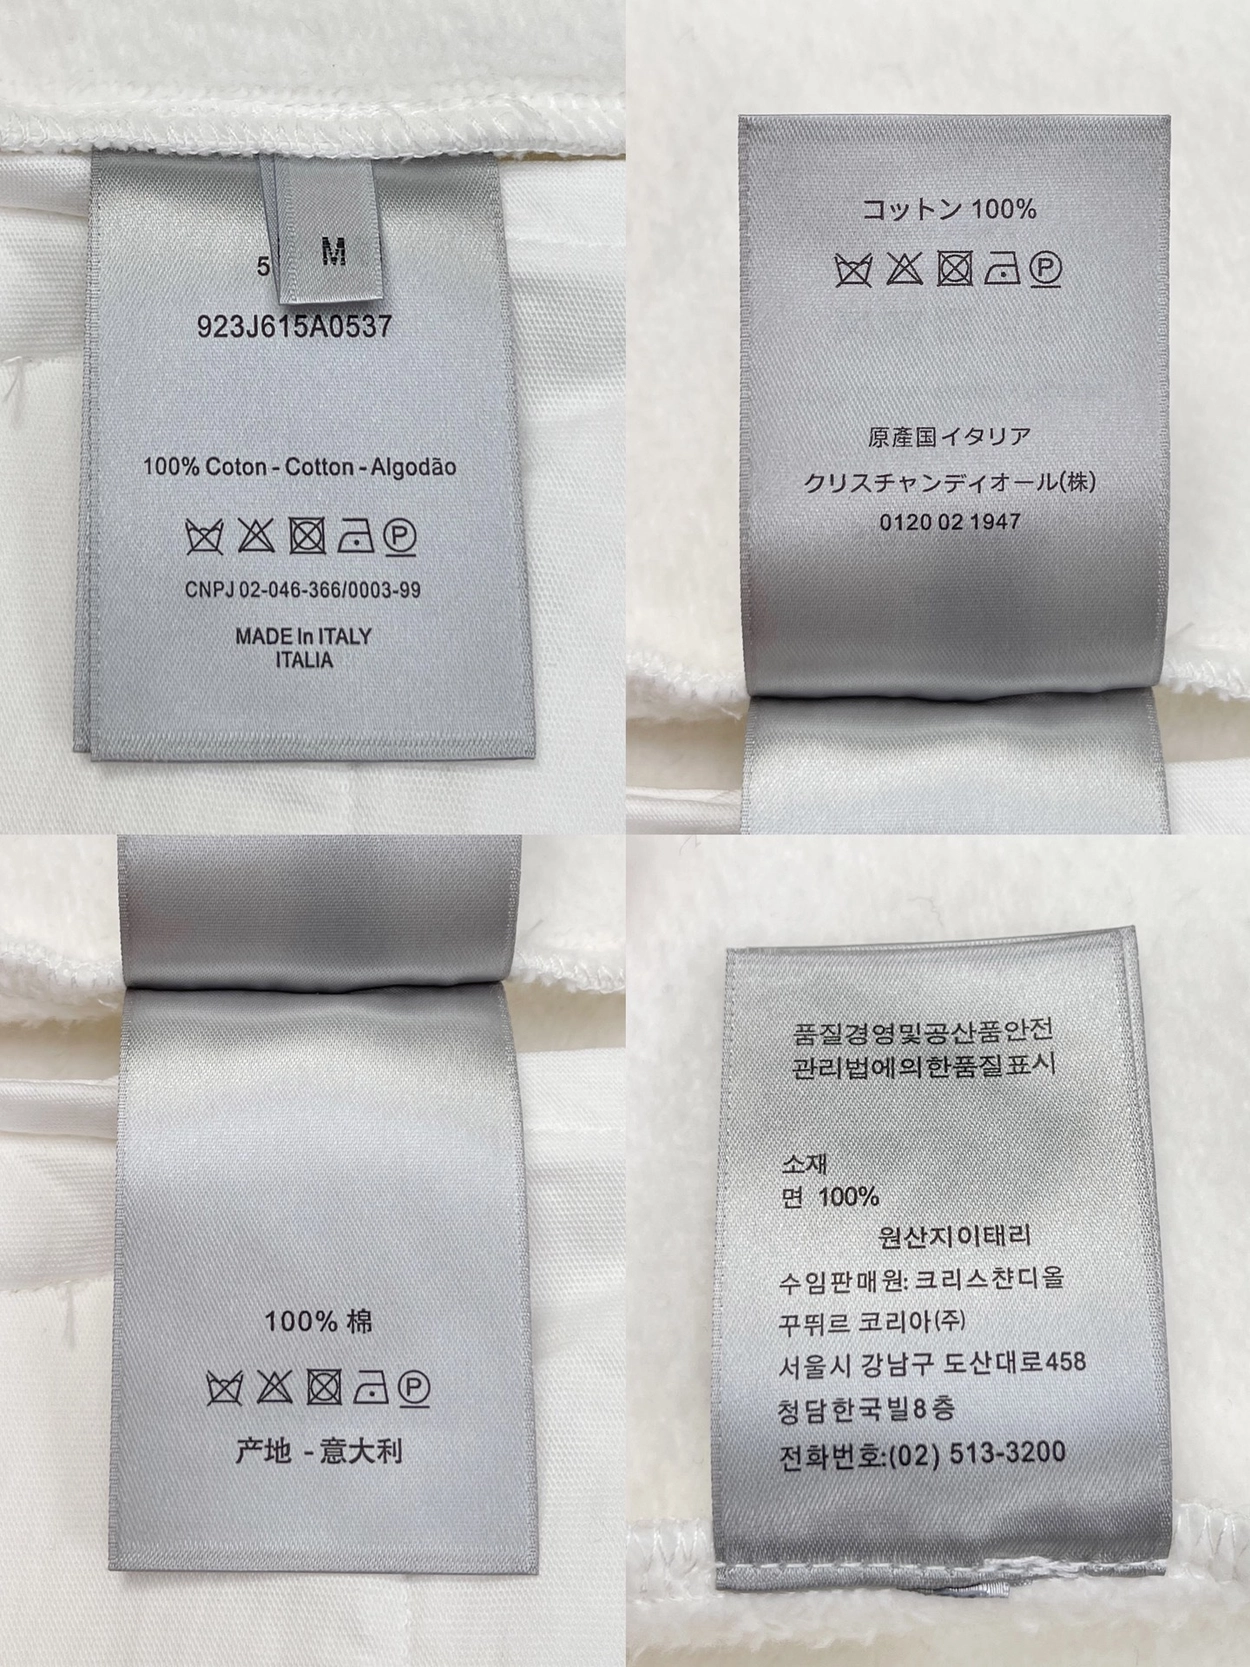 M
5
923J615A0537
100% Coton - Cotton - Algodão
P
CNPJ 02-046-366/0003-99
MADE In ITALY
ITALIA
コットン 100%
P
原産国イタリア
クリスチャンディオール(株)
0120 02 1947
100% 棉
P
产地 - 意大利
품질경영및공산품안전
관리법에의한품질표시
소재
면 100%
원산지이태리
수임판매원: 크리스챤디올
꾸뛰르 코리아(주)
서울시 강남구 도산대로458
청담한국빌8층
전화번호:(02) 513-3200